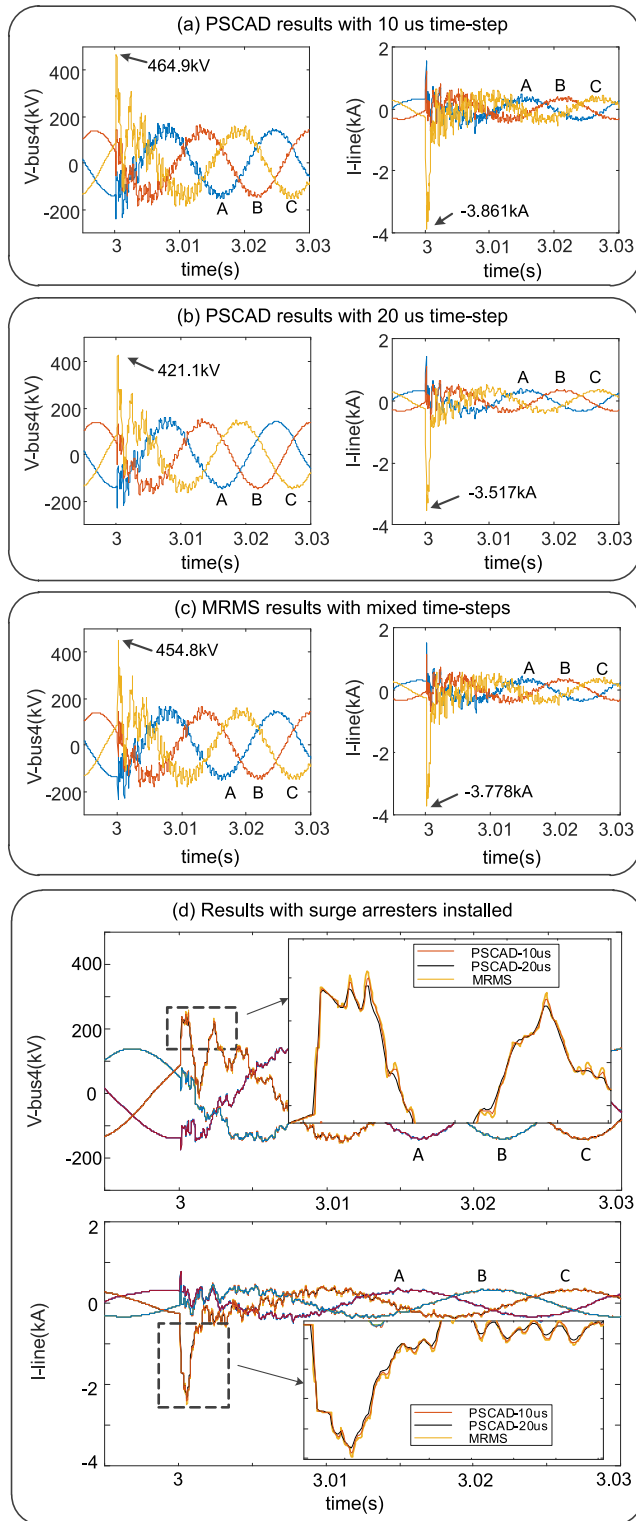 (a) PSCAD results with 10 us time-step
464.9kV
400
200
0
-200
V-bus4(kV)
A B C
3 3.01 3.02 3.03
time(s)
2
0
-2
-4
I-line(kA)
A B C
-3.861kA
3 3.01 3.02 3.03
time(s)
(b) PSCAD results with 20 us time-step
421.1kV
400
200
0
-200
V-bus4(kV)
A B C
3 3.01 3.02 3.03
time(s)
2
0
-2
-4
I-line(kA)
A B C
-3.517kA
3 3.01 3.02 3.03
time(s)
(c) MRMS results with mixed time-steps
454.8kV
400
200
0
-200
V-bus4(kV)
A B C
3 3.01 3.02 3.03
time(s)
2
0
-2
-4
I-line(kA)
A B C
-3.778kA
3 3.01 3.02 3.03
time(s)
(d) Results with surge arresters installed
400
200
0
-200
V-bus4(kV)
PSCAD-10us
PSCAD-20us
MRMS
A B C
3 3.01 3.02 3.03
2
0
-2
-4
I-line(kA)
A B C
PSCAD-10us
PSCAD-20us
MRMS
3 3.01 3.02 3.03
time(s)